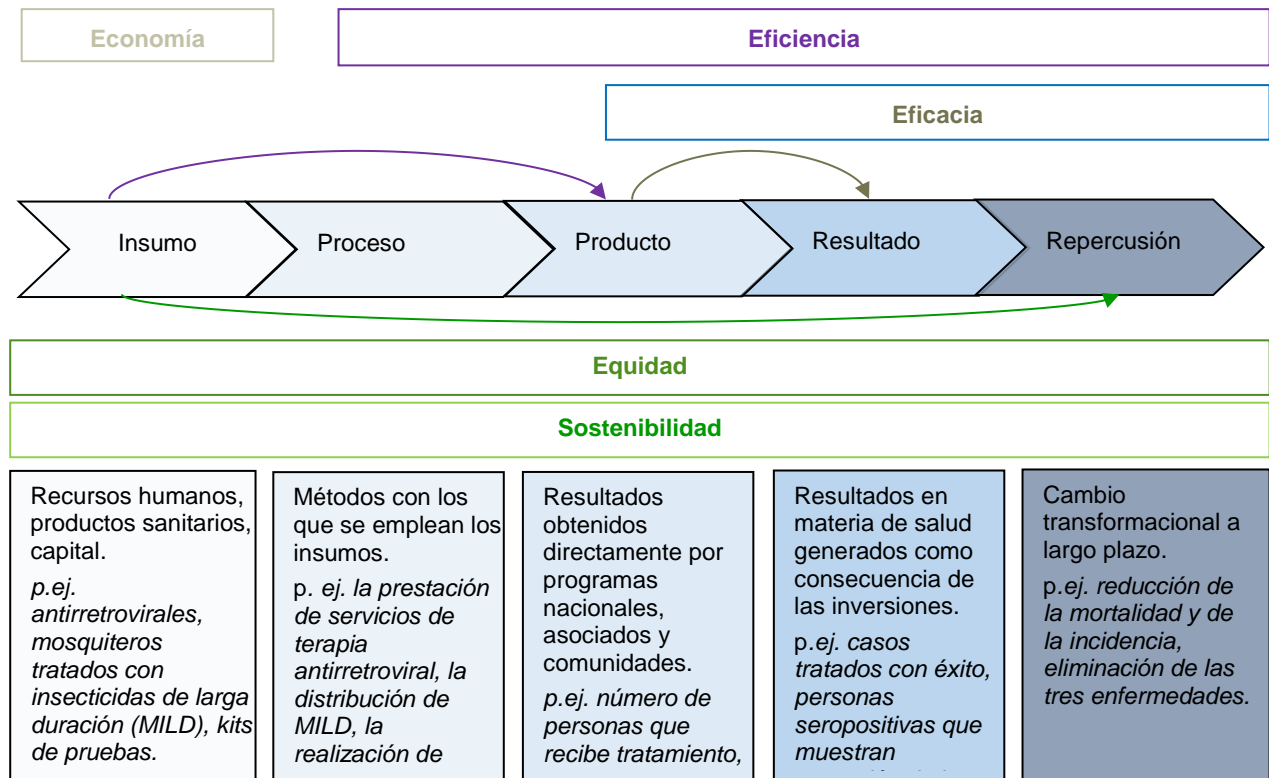 Economía
Eficiencia
Eficacia
Insumo
Proceso
Producto
Resultado
Repercusión
Equidad
Sostenibilidad
Recursos humanos,
productos sanitarios,
capital.
p.ej.
antirretrovirales,
mosquiteros
tratados con
insecticidas de larga
duración (MILD), kits
de pruebas.
Métodos con los
que se emplean los
insumos.
p. ej. la prestación
de servicios de
terapia
antirretroviral, la
distribución de
MILD, la
realización de
Resultados
obtenidos
directamente por
programas
nacionales,
asociados y
comunidades.
p.ej. número de
personas que
recibe tratamiento,
Resultados en
materia de salud
generados como
consecuencia de
las inversiones.
p.ej. casos
tratados con éxito,
personas
seropositivas que
muestran
Cambio
transformacional a
largo plazo.
p.ej. reducción de
la mortalidad y de
la incidencia,
eliminación de las
tres enfermedades.